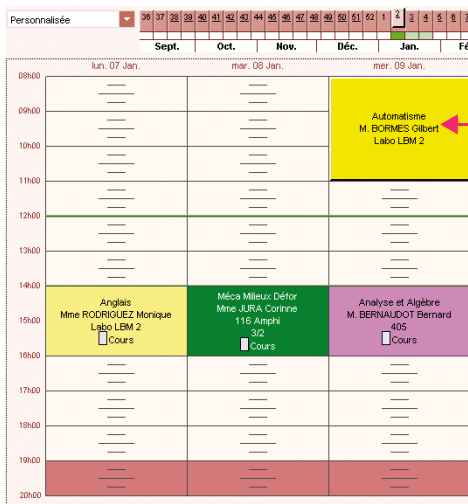 Personnalisée
36 37 38 39 40 41 42 43 44 45 46 47 48 49 50 51 52 1 2 3 4 5 6 7
Sept. Oct. Nov. Déc. Jan.
lun. 07 Jan. mar. 08 Jan. mer. 09 Jan.
08h00
09h00
Automatisme
M. BORMES Gilbert
Labo LBM 2
10h00
11h00
12h00
13h00
14h00
Anglais
Mme RODRIGUEZ Monique
Labo LBM 2
Cours
Méca Milieux Défor
Mme JURA Corinne
116 Amphi
3/2
Cours
Analyse et Algèbre
M. BERNAUDOT Bernard
405
Cours
15h00
16h00
17h00
18h00
19h00
20h00